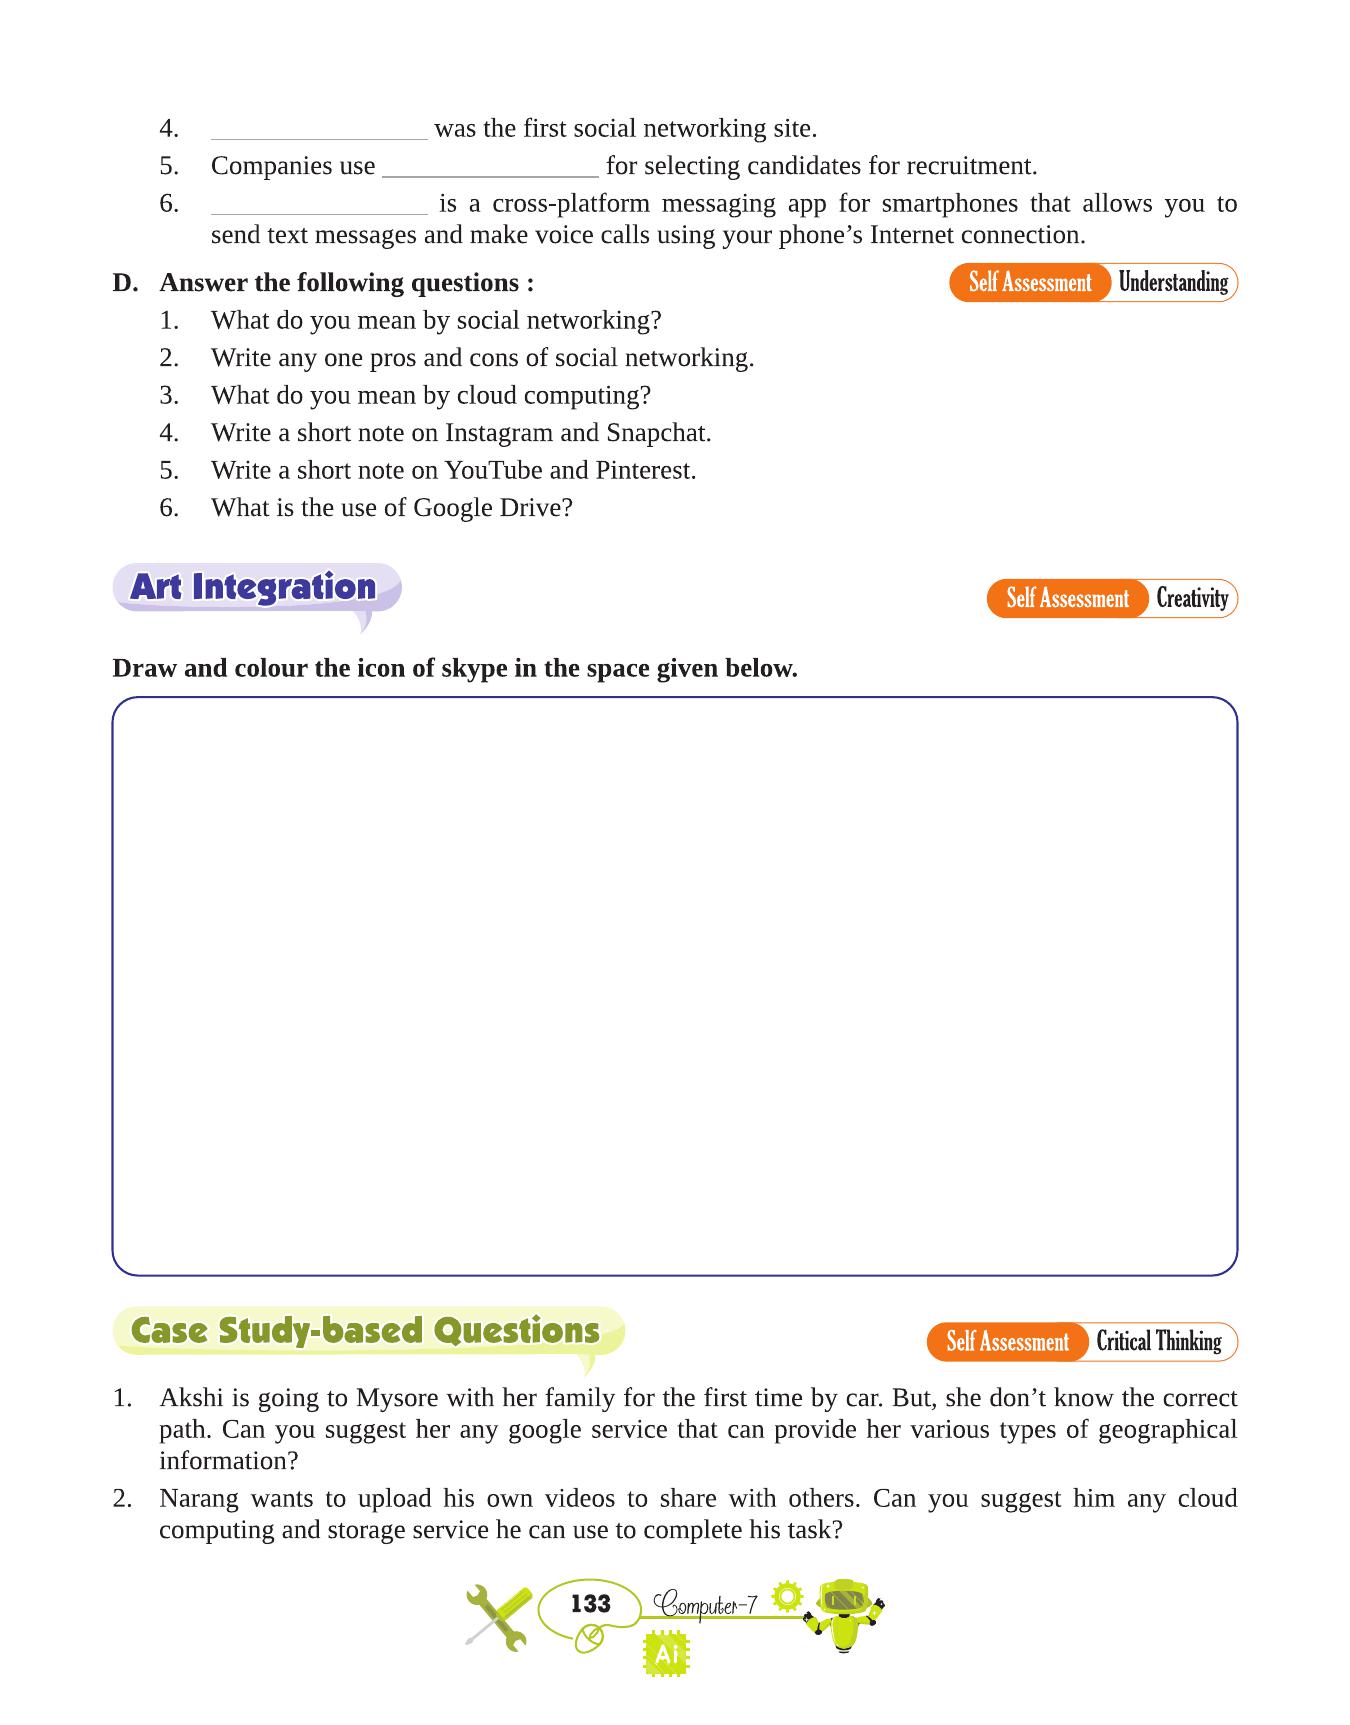 4. ________________ was the first social networking site.
5. Companies use ________________ for selecting candidates for recruitment.
6. ________________ is a cross-platform messaging app for smartphones that allows you to
send text messages and make voice calls using your phone’s Internet connection.
D. Answer the following questions : Self Assessment Understanding
1. What do you mean by social networking?
2. Write any one pros and cons of social networking.
3. What do you mean by cloud computing?
4. Write a short note on Instagram and Snapchat.
5. Write a short note on YouTube and Pinterest.
6. What is the use of Google Drive?
Art Integration Self Assessment Creativity
Draw and colour the icon of skype in the space given below.
Case Study-based Questions Self Assessment Critical Thinking
1. Akshi is going to Mysore with her family for the first time by car. But, she don’t know the correct
path. Can you suggest her any google service that can provide her various types of geographical
information?
2. Narang wants to upload his own videos to share with others. Can you suggest him any cloud
computing and storage service he can use to complete his task?
133 Computer-7
Ai